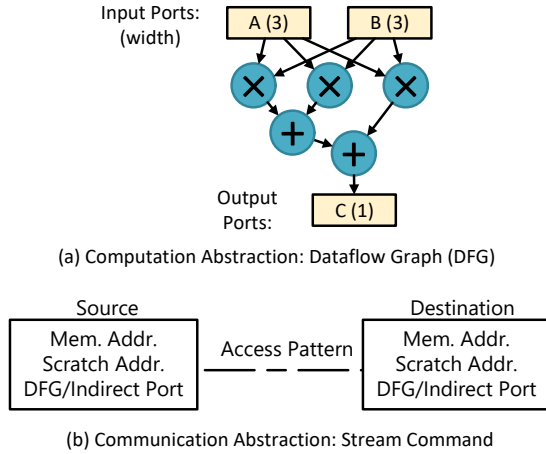 Input Ports:
(width)
A (3)
B (3)
× × ×
+
+
Output
Ports:
C (1)
(a) Computation Abstraction: Dataflow Graph (DFG)
Source
Destination
Mem. Addr.
Scratch Addr.
DFG/Indirect Port
Access Pattern
Mem. Addr.
Scratch Addr.
DFG/Indirect Port
(b) Communication Abstraction: Stream Command